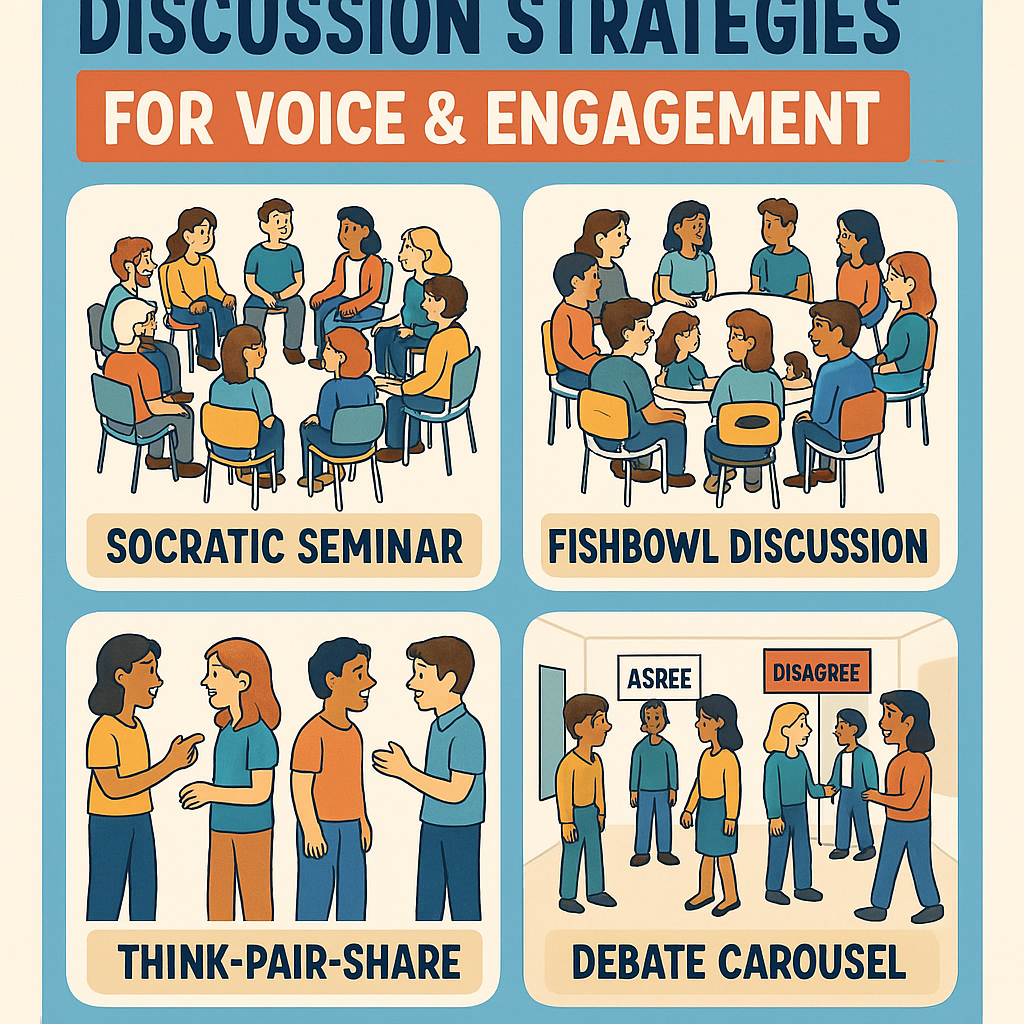 DISCUSSION STRATEGIES
FOR VOICE & ENGAGEMENT
SOCRATIC SEMINAR
FISHBOWL DISCUSSION
THINK-PAIR-SHARE
ASREE
DISAGREE
DEBATE CAROUSEL